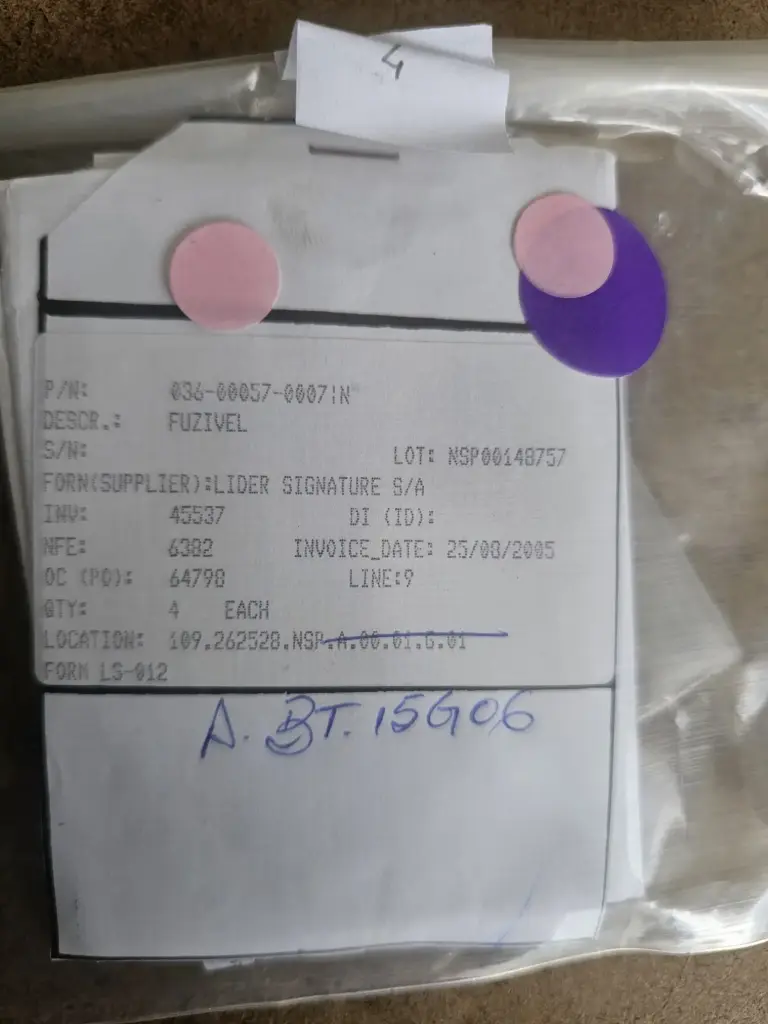 4
P/N: 036-00057-0007:N
DESCR.: FUZIVEL
S/N: LOT: NSP00148757
FORN(SUPPLIER):LIDER SIGNATURE S/A
INV: 45537 DI (ID):
NFE: 6382 INVOICE_DATE: 25/08/2005
OC (PO): 64798 LINE:9
QTY: 4 EACH
LOCATION: 109.262528.NSP.A.00.01.G.01
FORM LS-012
A. BT. 15G06